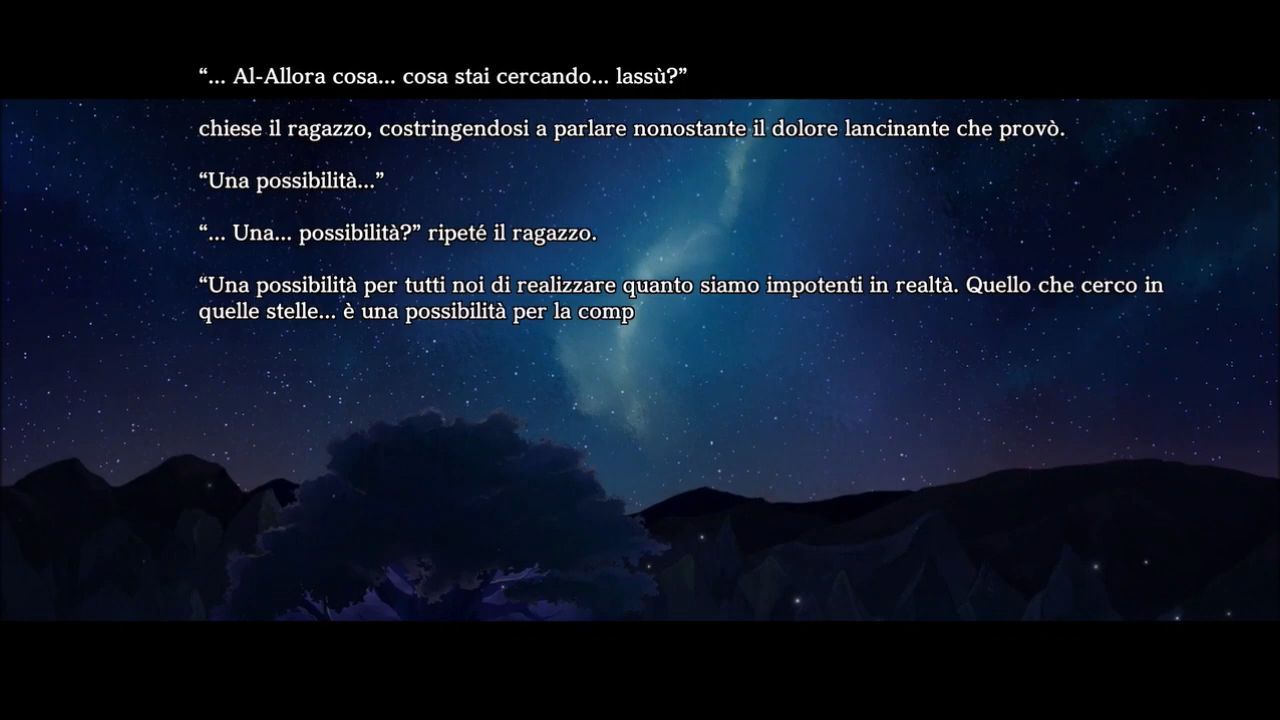 “... Al-Allora cosa... cosa stai cercando... lassù?”
chiese il ragazzo, costringendosi a parlare nonostante il dolore lancinante che provò.
“Una possibilità...”
“... Una... possibilità?” ripeté il ragazzo.
“Una possibilità per tutti noi di realizzare quanto siamo impotenti in realtà. Quello che cerco in
quelle stelle... è una possibilità per la comp